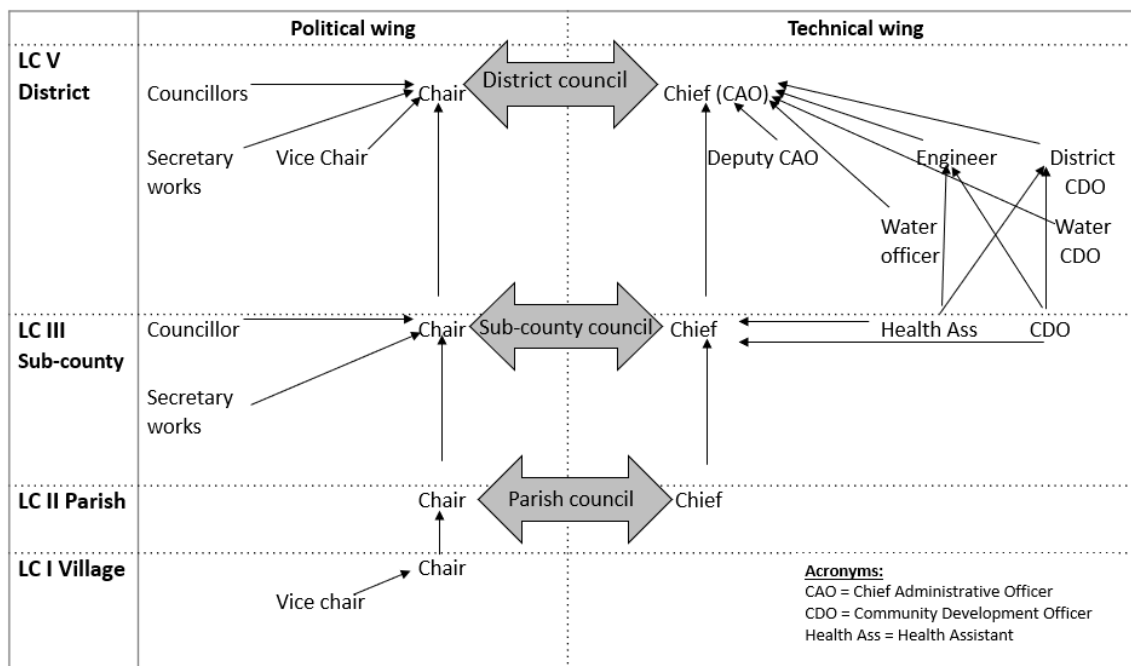 Political wing
Technical wing
LC V
District
Councillors
Chair
District council
Chief (CAO)
Secretary
works
Vice Chair
Deputy CAO
Engineer
District
CDO
Water
officer
Water
CDO
LC III
Sub-county
Councillor
Chair
Sub-county council
Chief
Health Ass
CDO
Secretary
works
LC II Parish
Chair
Parish council
Chief
LC I Village
Chair
Vice chair
Acronyms:
CAO = Chief Administrative Officer
CDO = Community Development Officer
Health Ass = Health Assistant